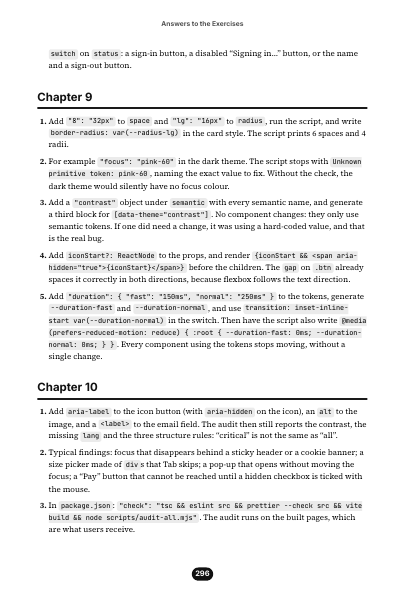 Answers to the Exercises
switch on status: a sign-in button, a disabled “Signing in…” button, or the name
and a sign-out button.
Chapter 9
1. Add "8": "32px" to space and "lg": "16px" to radius, run the script, and write
border-radius: var(--radius-lg) in the card style. The script prints 6 spaces and 4
radii.
2. For example "focus": "pink-60" in the dark theme. The script stops with Unknown
primitive token: pink-60, naming the exact value to fix. Without the check, the
dark theme would silently have no focus colour.
3. Add a "contrast" object under semantic with every semantic name, and generate
a third block for [data-theme="contrast"]. No component changes: they only use
semantic tokens. If one did need a change, it was using a hard-coded value, and that
is the real bug.
4. Add iconStart?: ReactNode to the props, and render {iconStart && <span aria-
hidden="true">{iconStart}</span>} before the children. The gap on .btn already
spaces it correctly in both directions, because flexbox follows the text direction.
5. Add "duration": { "fast": "150ms", "normal": "250ms" } to the tokens, generate
--duration-fast and --duration-normal, and use transition: inset-inline-
start var(--duration-normal) in the switch. Then have the script also write @media
(prefers-reduced-motion: reduce) { :root { --duration-fast: 0ms; --duration-
normal: 0ms; } }. Every component using the tokens stops moving, without a
single change.
Chapter 10
1. Add aria-label to the icon button (with aria-hidden on the icon), an alt to the
image, and a <label> to the email field. The audit then still reports the contrast, the
missing lang and the three structure rules: “critical” is not the same as “all”.
2. Typical findings: focus that disappears behind a sticky header or a cookie banner; a
size picker made of div s that Tab skips; a pop-up that opens without moving the
focus; a “Pay” button that cannot be reached until a hidden checkbox is ticked with
the mouse.
3. In package.json: "check": "tsc && eslint src && prettier --check src && vite
build && node scripts/audit-all.mjs". The audit runs on the built pages, which
are what users receive.
296